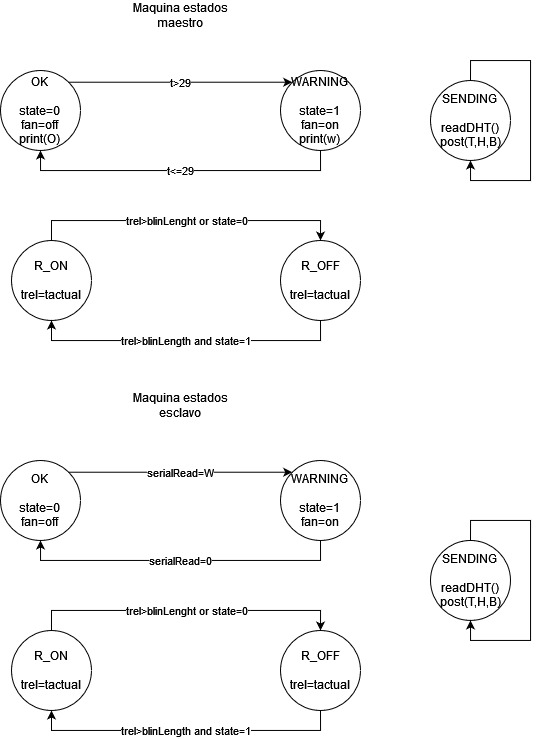 Maquina estados
maestro
OK
state=0
fan=off
print(O)
t>29
WARNING
state=1
fan=on
print(w)
t<=29
SENDING
readDHT()
post(T,H,B)
trel>blinLenght or state=0
R_ON
trel=tactual
R_OFF
trel=tactual
trel>blinLength and state=1
Maquina estados
esclavo
OK
state=0
fan=off
serialRead=W
WARNING
state=1
fan=on
serialRead=0
SENDING
readDHT()
post(T,H,B)
trel>blinLenght or state=0
R_ON
trel=tactual
R_OFF
trel=tactual
trel>blinLength and state=1